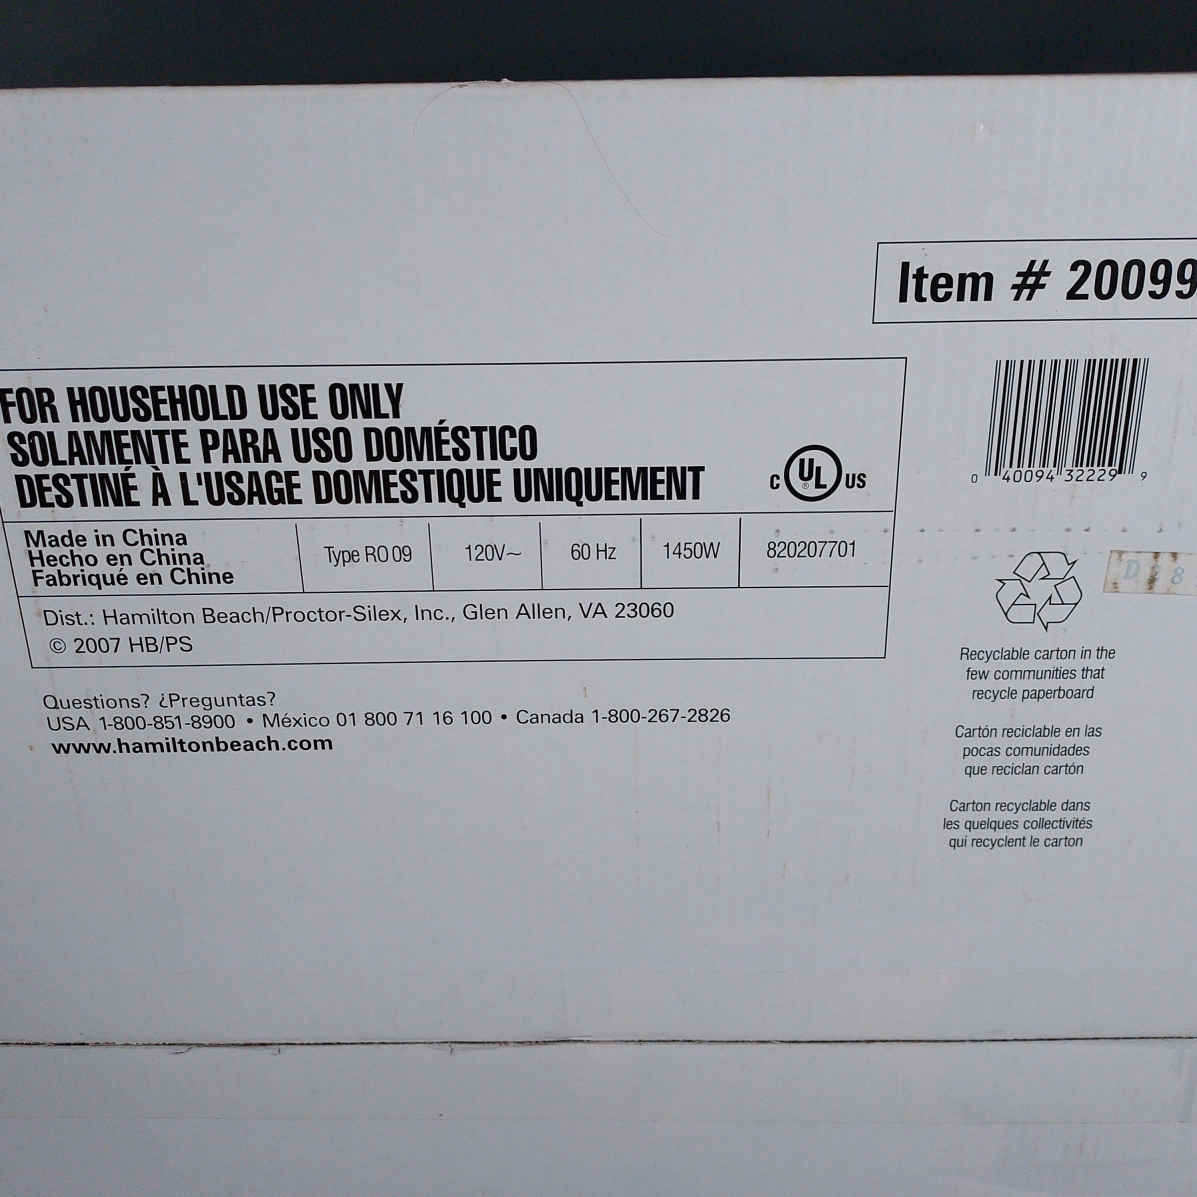 Item # 20099
FOR HOUSEHOLD USE ONLY
SOLAMENTE PARA USO DOMÉSTICO
DESTINÉ À L'USAGE DOMESTIQUE UNIQUEMENT
C UL ® US
0 40094 32229 9
Made in China
Hecho en China
Fabriqué en Chine
Type RO 09
120V~
60 Hz
1450W
820207701
Dist.: Hamilton Beach/Proctor-Silex, Inc., Glen Allen, VA 23060
© 2007 HB/PS
Questions? ¿Preguntas?
USA 1-800-851-8900 • México 01 800 71 16 100 • Canada 1-800-267-2826
www.hamiltonbeach.com
Recyclable carton in the
few communities that
recycle paperboard
Cartón reciclable en las
pocas comunidades
que reciclan cartón
Carton recyclable dans
les quelques collectivités
qui recyclent le carton